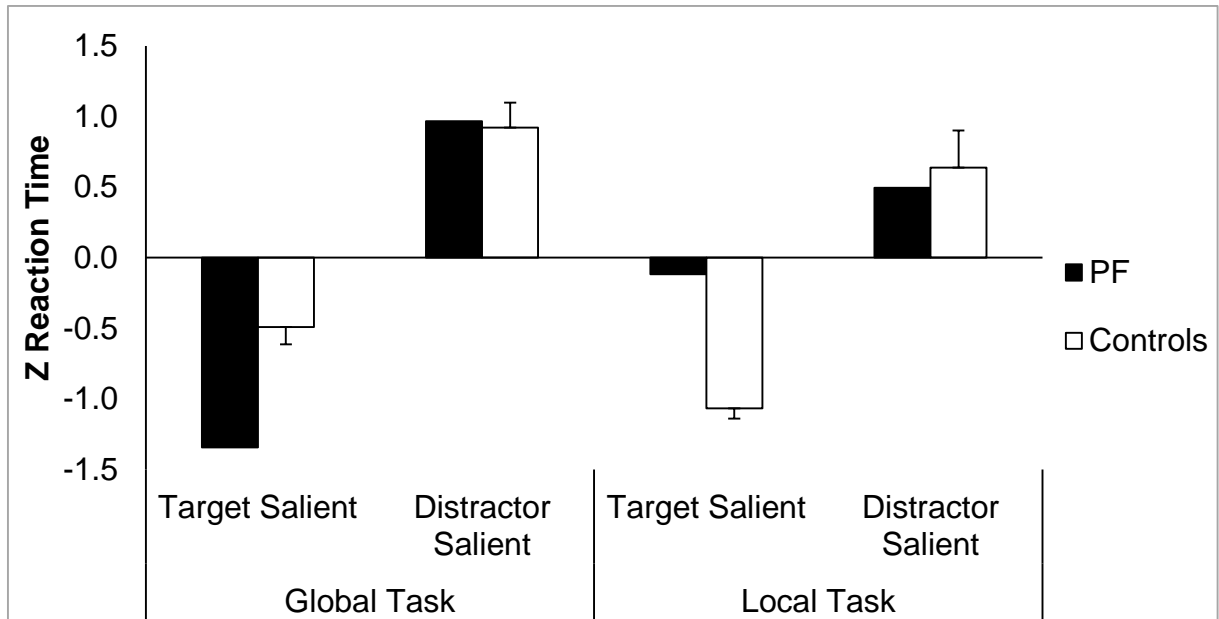 Z Reaction Time
1.5
1.0
0.5
0.0
-0.5
-1.0
-1.5
Target Salient
Distractor
Salient
Target Salient
Distractor
Salient
Global Task
Local Task
PF
Controls